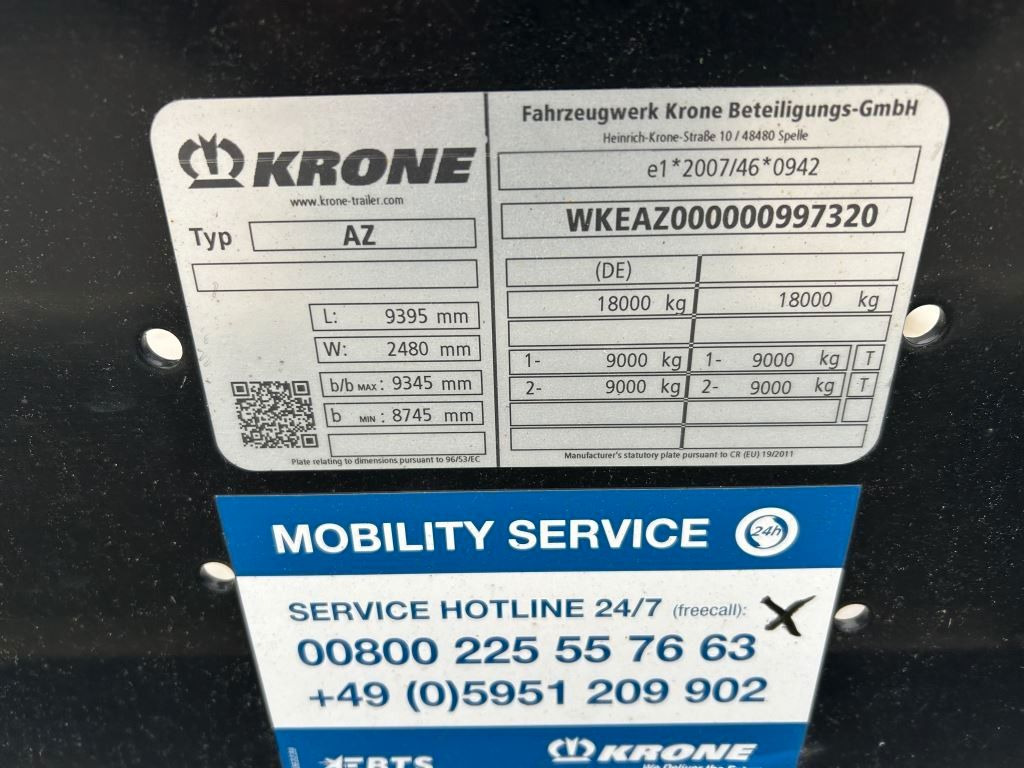 KRONE
www.krone-trailer.com
Typ AZ
L: 9395 mm
W: 2480 mm
b/b MAX: 9345 mm
b MIN: 8745 mm
Plate relating to dimensions pursuant to 96/53/EC
Fahrzeugwerk Krone Beteiligungs-GmbH
Heinrich-Krone-Straße 10 / 48480 Spelle
e1*2007/46*0942
WKEAZ000000997320
(DE)
18000 kg 18000 kg
1- 9000 kg 1- 9000 kg T
2- 9000 kg 2- 9000 kg T
Manufacturer's statutory plate pursuant to CR (EU) 19/2011
MOBILITY SERVICE 24h
SERVICE HOTLINE 24/7 (freecall): X
00800 225 55 76 63
+49 (0)5951 209 902
BTS KRONE
We Deliver the